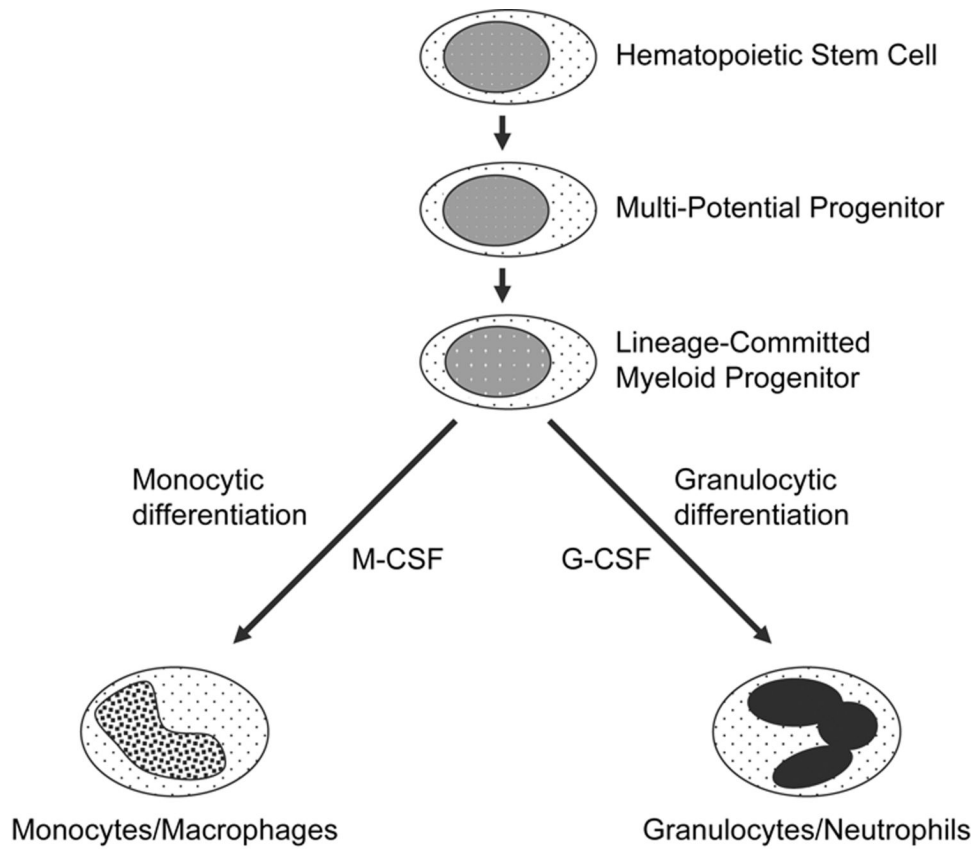 Hematopoietic Stem Cell
Multi-Potential Progenitor
Lineage-Committed
Myeloid Progenitor
Monocytic
differentiation
Granulocytic
differentiation
M-CSF
G-CSF
Monocytes/Macrophages
Granulocytes/Neutrophils